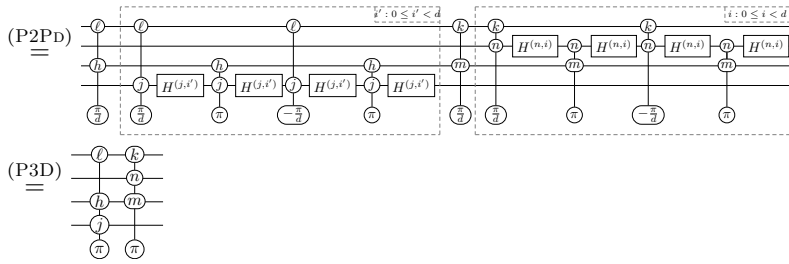 i′ : 0 ≤ i′ < d i : 0 ≤ i < d
(P2PD) ℓ ℓ ℓ k k k
= n H^(n,i) n H^(n,i) n H^(n,i) n H^(n,i)
h h h m m m
j H^(j,i′) j H^(j,i′) j H^(j,i′) j H^(j,i′)
π/d π/d π −π/d π π/d π/d π −π/d π
(P3D) ℓ k
= n
h m
j
π π